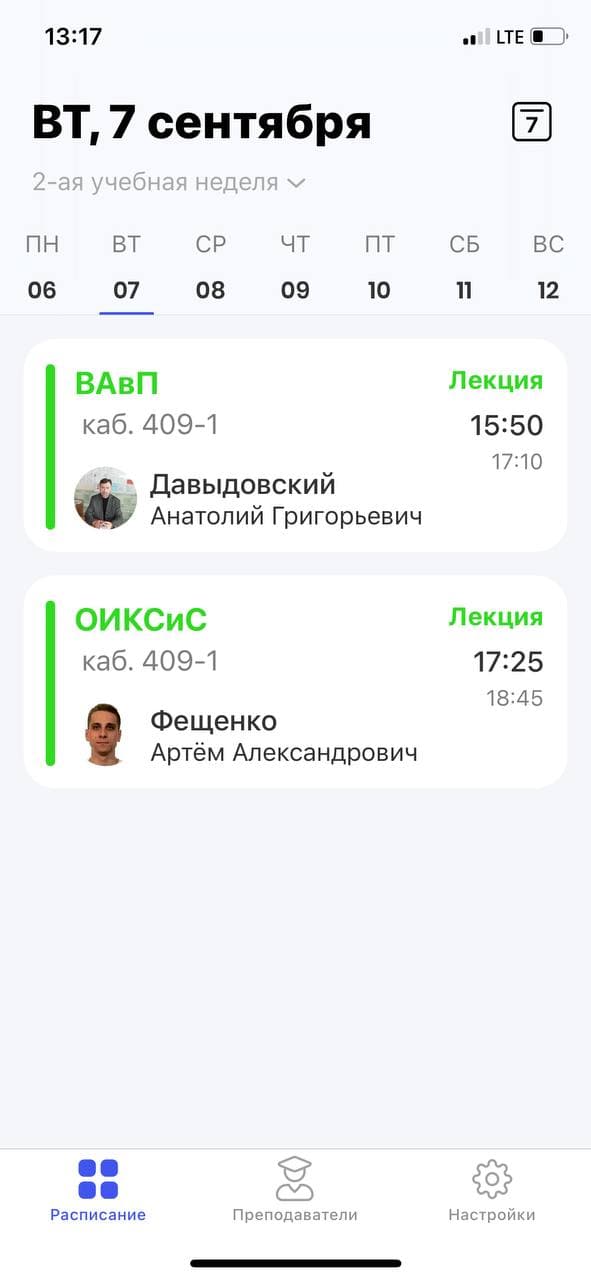 13:17 LTE
ВТ, 7 сентября 7
2-ая учебная неделя
ПН ВТ СР ЧТ ПТ СБ ВС
06 07 08 09 10 11 12
ВАвП Лекция
каб. 409-1 15:50
17:10
Давыдовский
Анатолий Григорьевич
ОИКСиС Лекция
каб. 409-1 17:25
18:45
Фещенко
Артём Александрович
Расписание Преподаватели Настройки